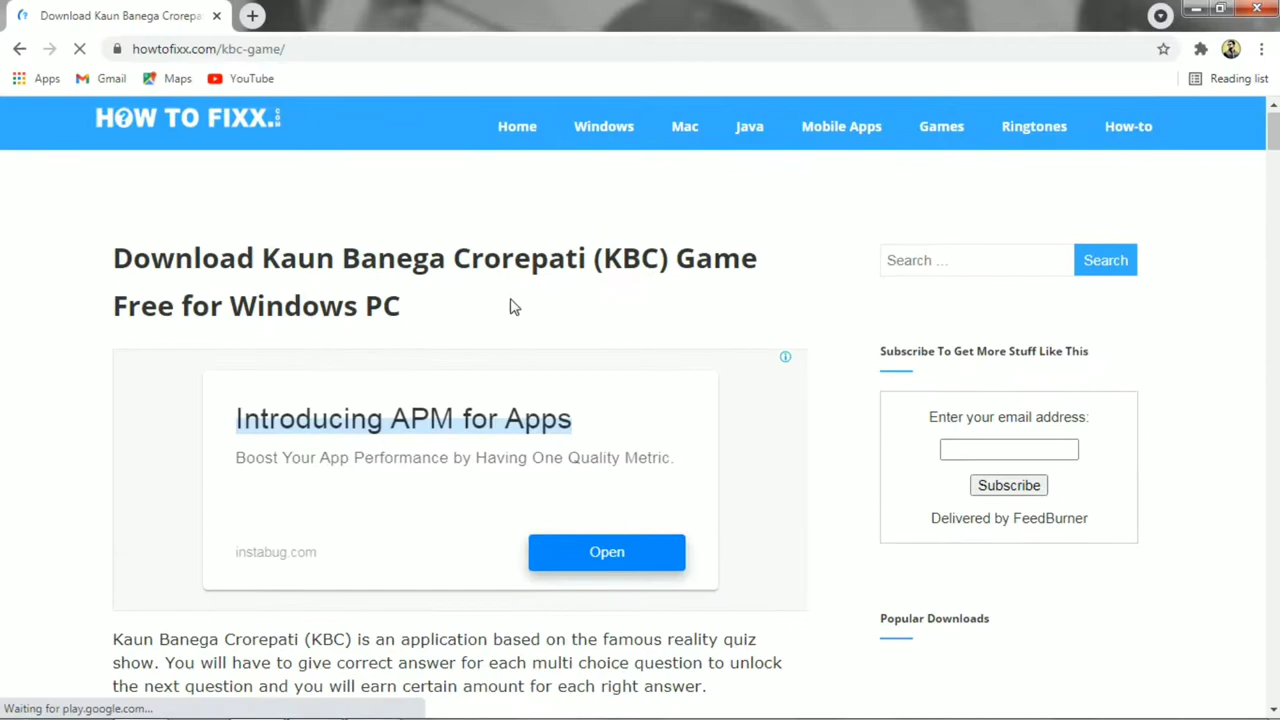 Download Kaun Banega Crorepa
howtofixx.com/kbc-game/
Apps Gmail Maps YouTube Reading list
HOW TO FIXX.COM
Home Windows Mac Java Mobile Apps Games Ringtones How-to
Download Kaun Banega Crorepati (KBC) Game
Free for Windows PC
Search ... Search
Subscribe To Get More Stuff Like This
Introducing APM for Apps
Boost Your App Performance by Having One Quality Metric.
instabug.com
Open
Enter your email address:
Subscribe
Delivered by FeedBurner
Popular Downloads
Kaun Banega Crorepati (KBC) is an application based on the famous reality quiz
show. You will have to give correct answer for each multi choice question to unlock
the next question and you will earn certain amount for each right answer.
Waiting for play.google.com...